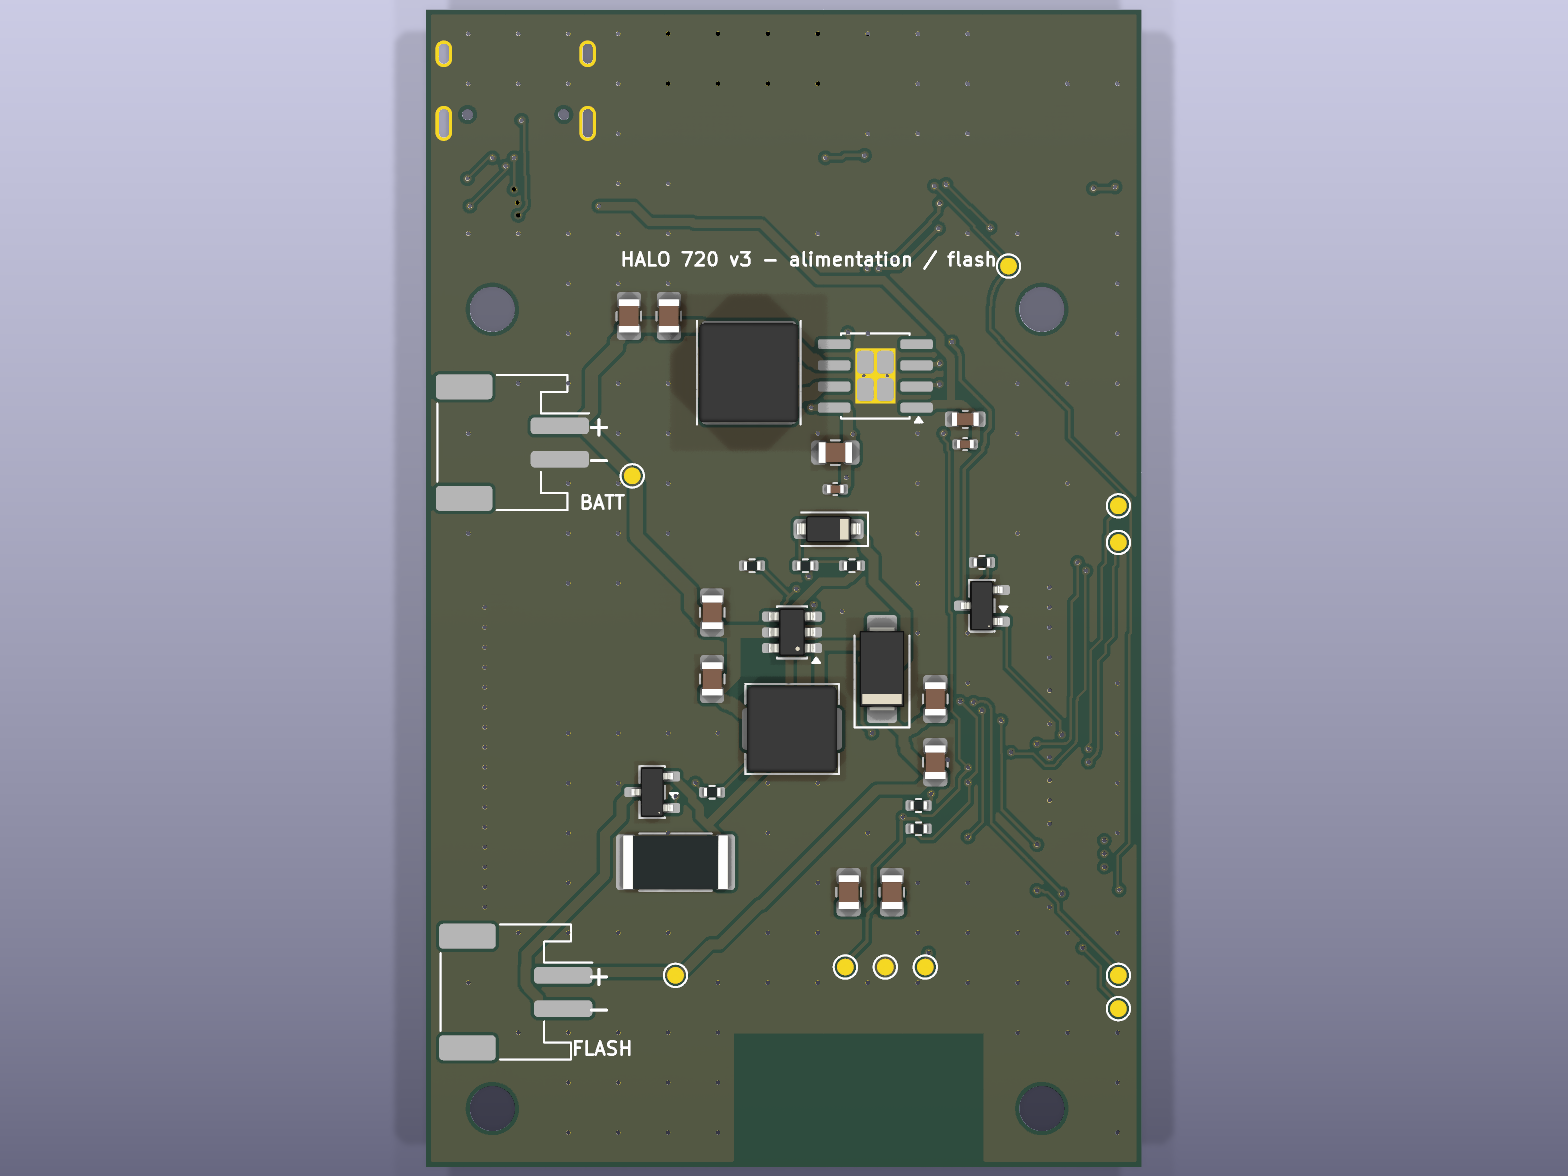 HALO 720 v3 – alimentation / flash
+
–
BATT
+
–
FLASH